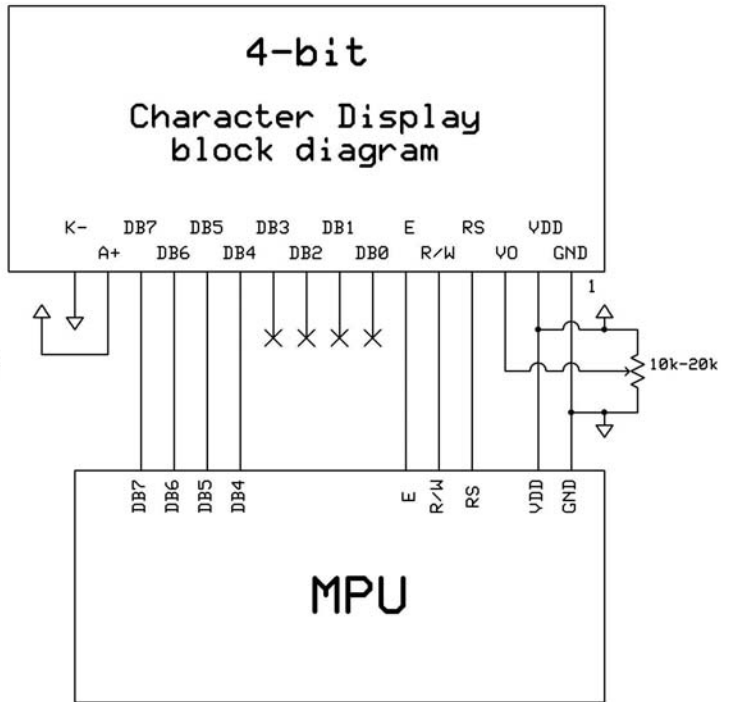 4-bit
Character Display
block diagram
K- DB7 DB5 DB3 DB1 E RS VDD
A+ DB6 DB4 DB2 DB0 R/W VO GND
1
10k-20k
DB7 DB6 DB5 DB4 E R/W RS VDD GND
MPU